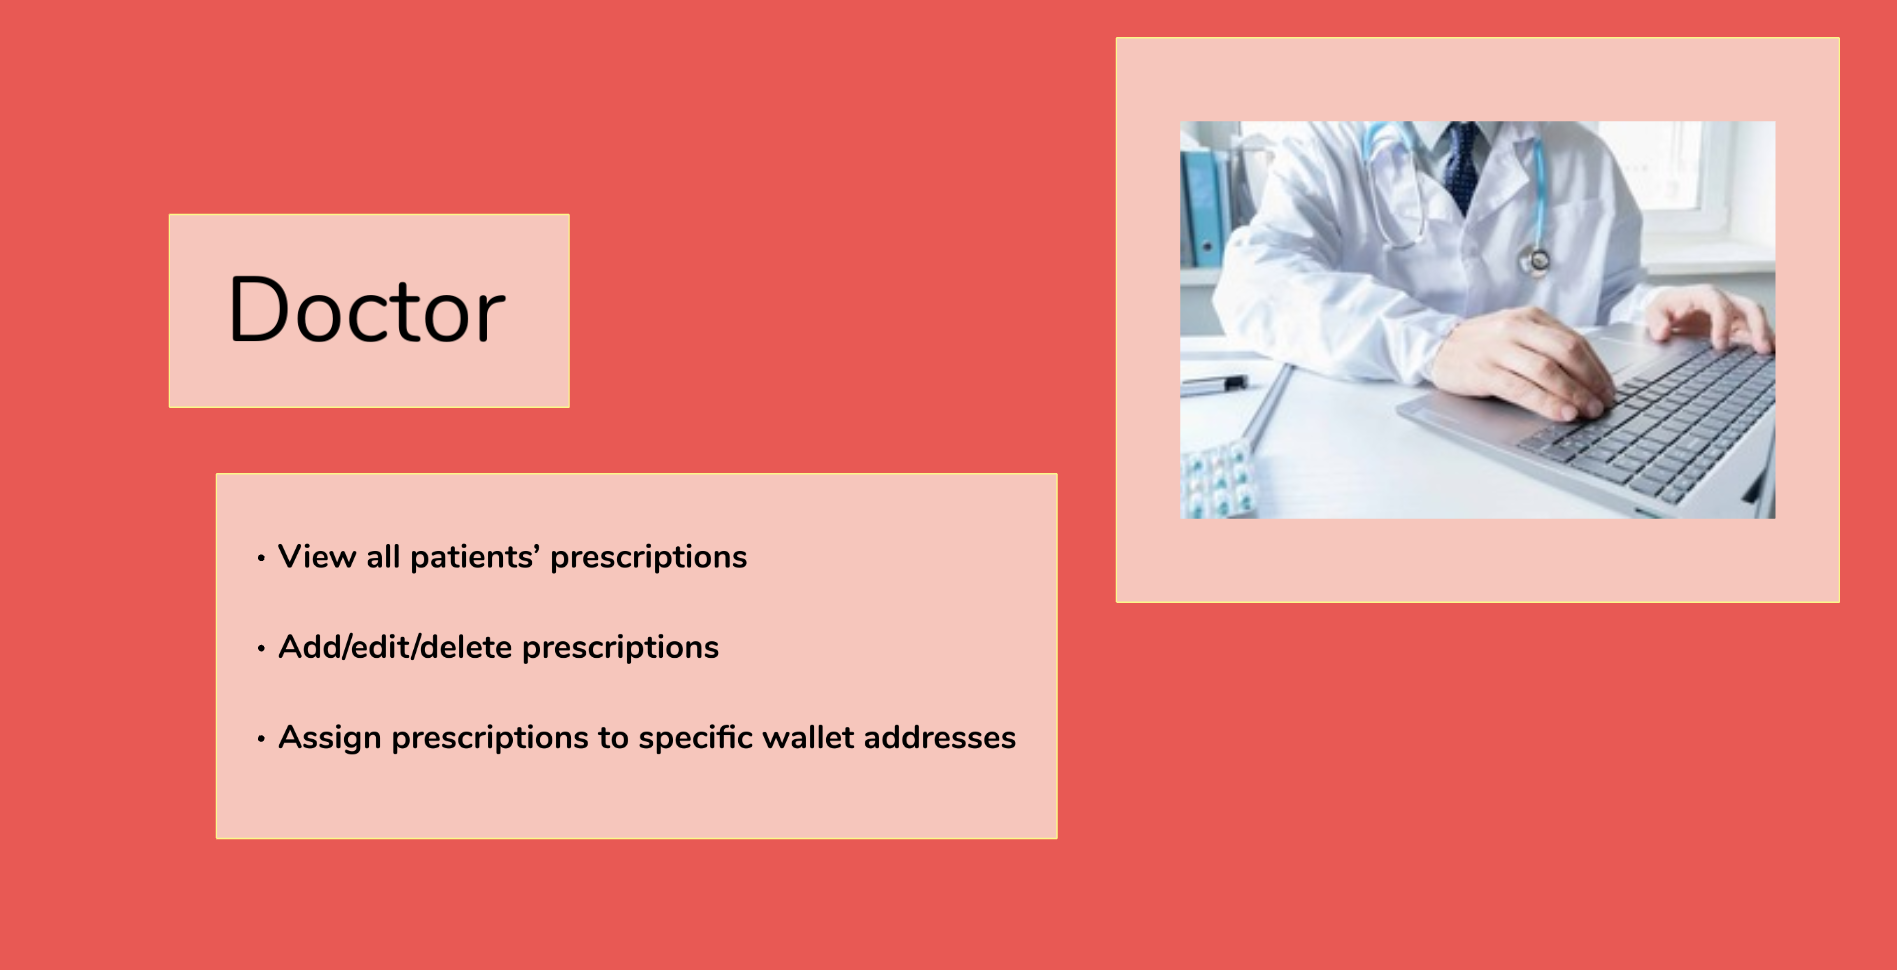 Doctor
• View all patients’ prescriptions
• Add/edit/delete prescriptions
• Assign prescriptions to specific wallet addresses